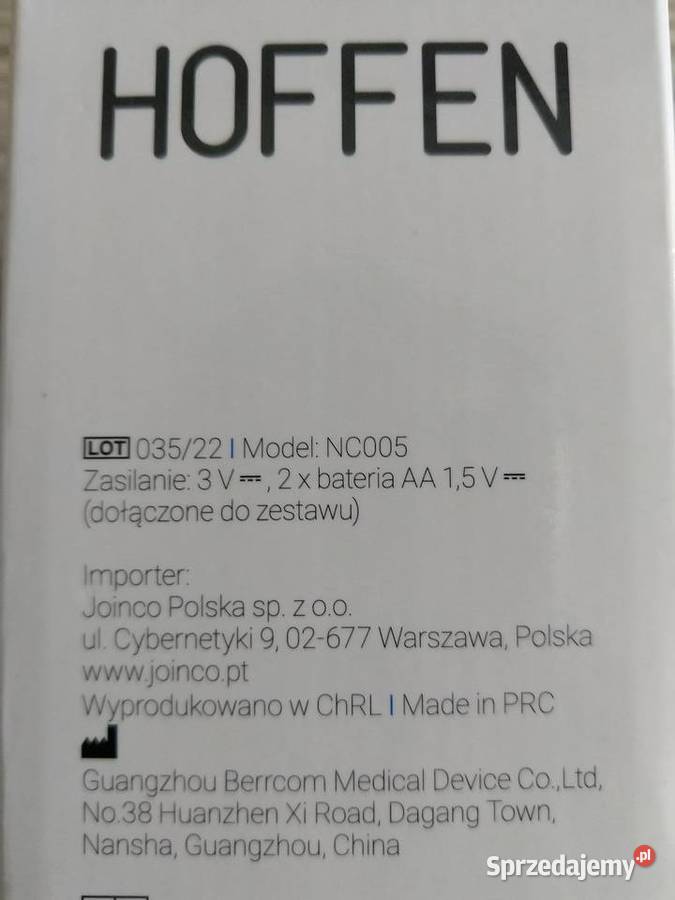 HOFFEN
LOT 035/22 | Model: NC005
Zasilanie: 3 V ⎓, 2 x bateria AA 1,5 V ⎓
(dołączone do zestawu)
Importer:
Joinco Polska sp. z o.o.
ul. Cybernetyki 9, 02-677 Warszawa, Polska
www.joinco.pt
Wyprodukowano w ChRL | Made in PRC
Guangzhou Berrcom Medical Device Co.,Ltd,
No.38 Huanzhen Xi Road, Dagang Town,
Nansha, Guangzhou, China
Sprzedajemy.pl